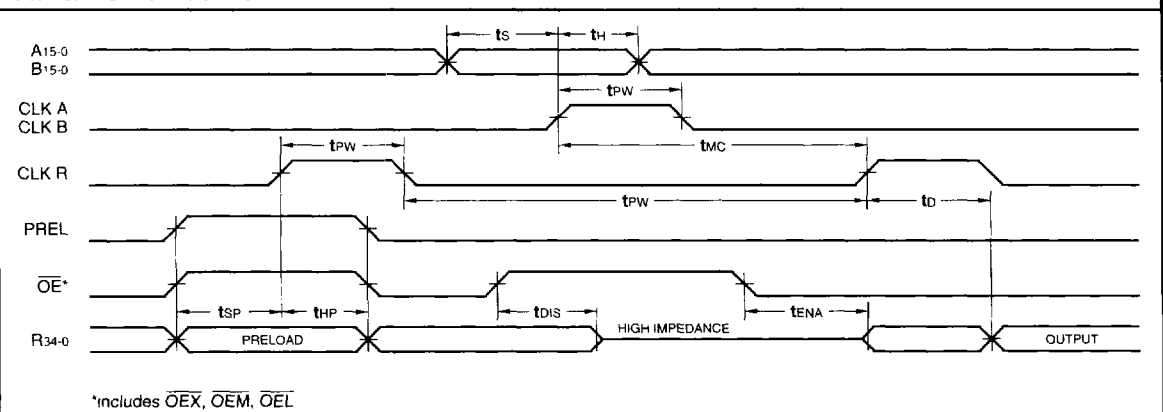 tS tH
A15-0
B15-0
tPW
CLK A
CLK B
tPW tMC
CLK R
tPW tD
PREL
OE*
tSP tHP tDIS tENA
R34-0 PRELOAD HIGH IMPEDANCE OUTPUT
*includes OEX, OEM, OEL